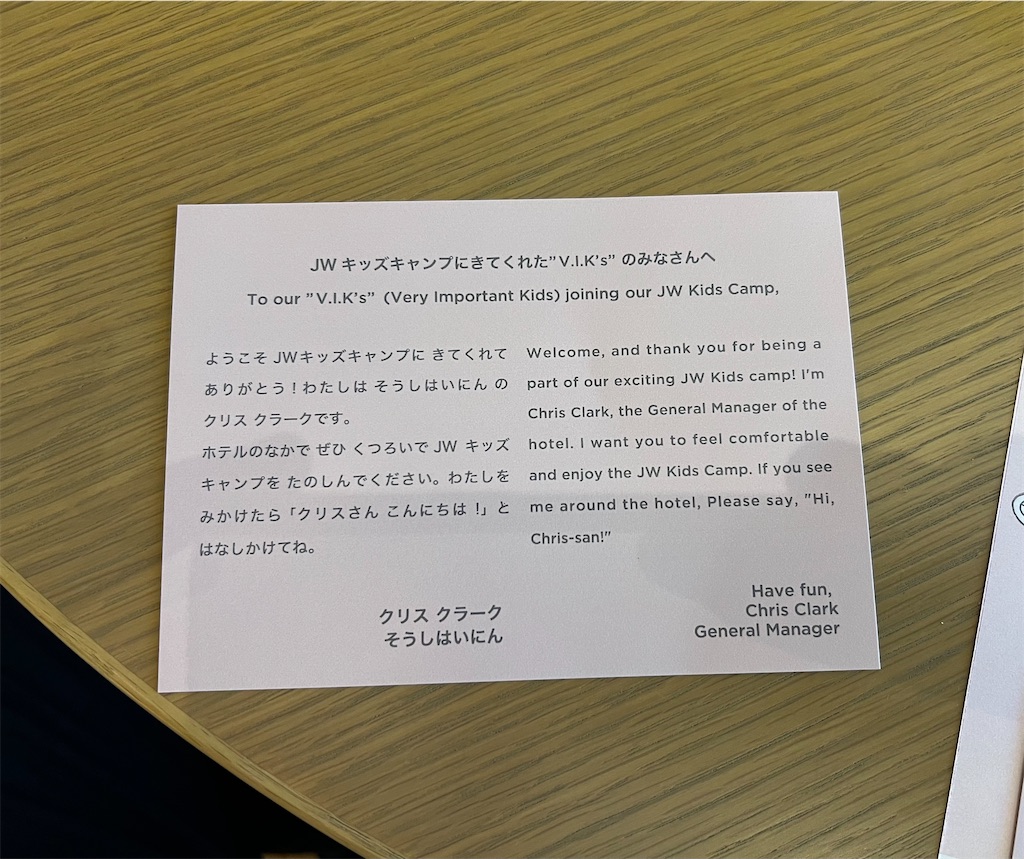 JW キッズキャンプにきてくれた”V.I.K’s” のみなさんへ
To our ”V.I.K’s” (Very Important Kids) joining our JW Kids Camp,
ようこそ JWキッズキャンプに きてくれて
ありがとう！わたしは そうしはいにん の
クリス クラークです。
ホテルのなかで ぜひ くつろいで JW キッズ
キャンプを たのしんでください。わたしを
みかけたら「クリスさん こんにちは！」と
はなしかけてね。
クリス クラーク
そうしはいにん
Welcome, and thank you for being a
part of our exciting JW Kids camp! I'm
Chris Clark, the General Manager of the
hotel. I want you to feel comfortable
and enjoy the JW Kids Camp. If you see
me around the hotel, Please say, "Hi,
Chris-san!"
Have fun,
Chris Clark
General Manager